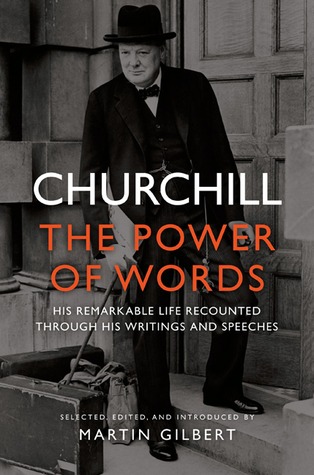 CHURCHILL
THE POWER
OF WORDS
HIS REMARKABLE LIFE RECOUNTED
THROUGH HIS WRITINGS AND SPEECHES
SELECTED, EDITED, AND INTRODUCED BY
MARTIN GILBERT